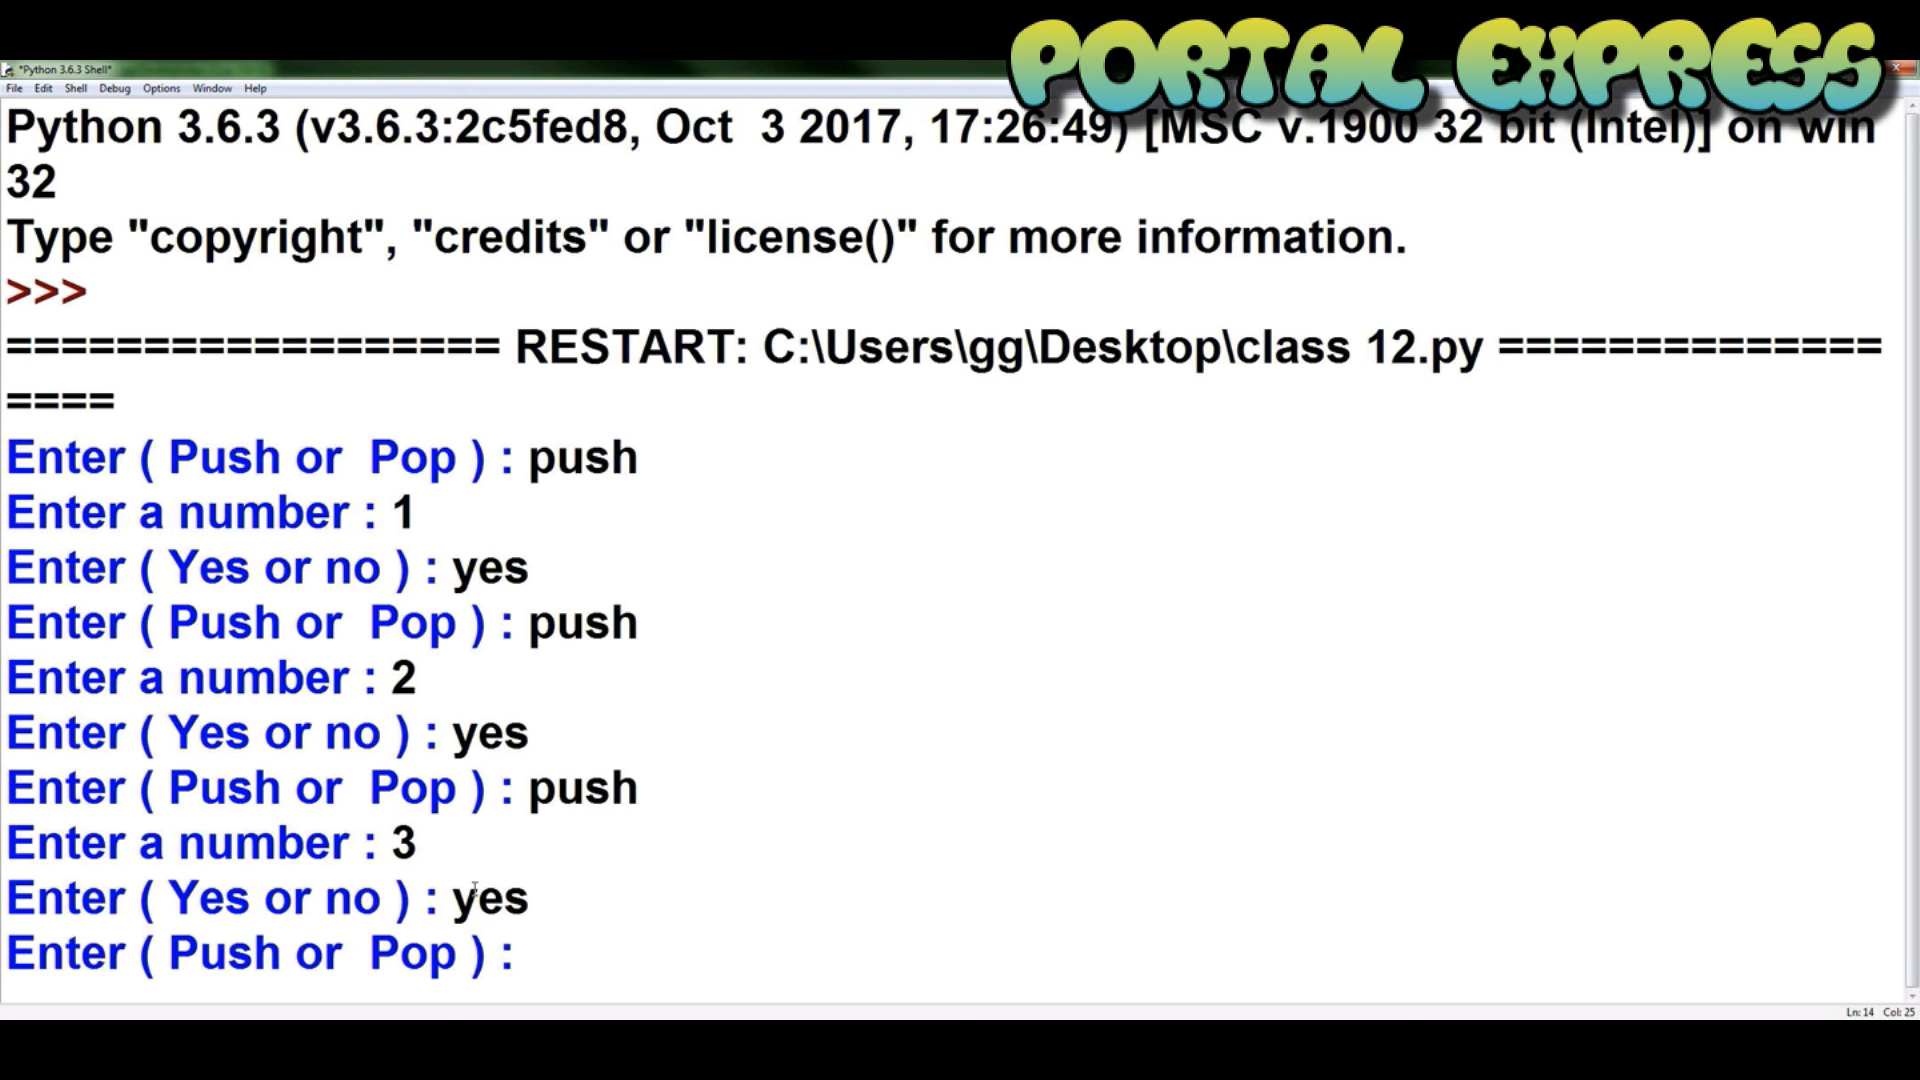 PORTAL EXPRESS
*Python 3.6.3 Shell*
File Edit Shell Debug Options Window Help
Python 3.6.3 (v3.6.3:2c5fed8, Oct  3 2017, 17:26:49) [MSC v.1900 32 bit (Intel)] on win
32
Type "copyright", "credits" or "license()" for more information.
>>>
================== RESTART: C:\Users\gg\Desktop\class 12.py ==============
====
Enter ( Push or  Pop ) : push
Enter a number : 1
Enter ( Yes or no ) : yes
Enter ( Push or  Pop ) : push
Enter a number : 2
Enter ( Yes or no ) : yes
Enter ( Push or  Pop ) : push
Enter a number : 3
Enter ( Yes or no ) : yes
Enter ( Push or  Pop ) :
Ln: 14 Col: 25